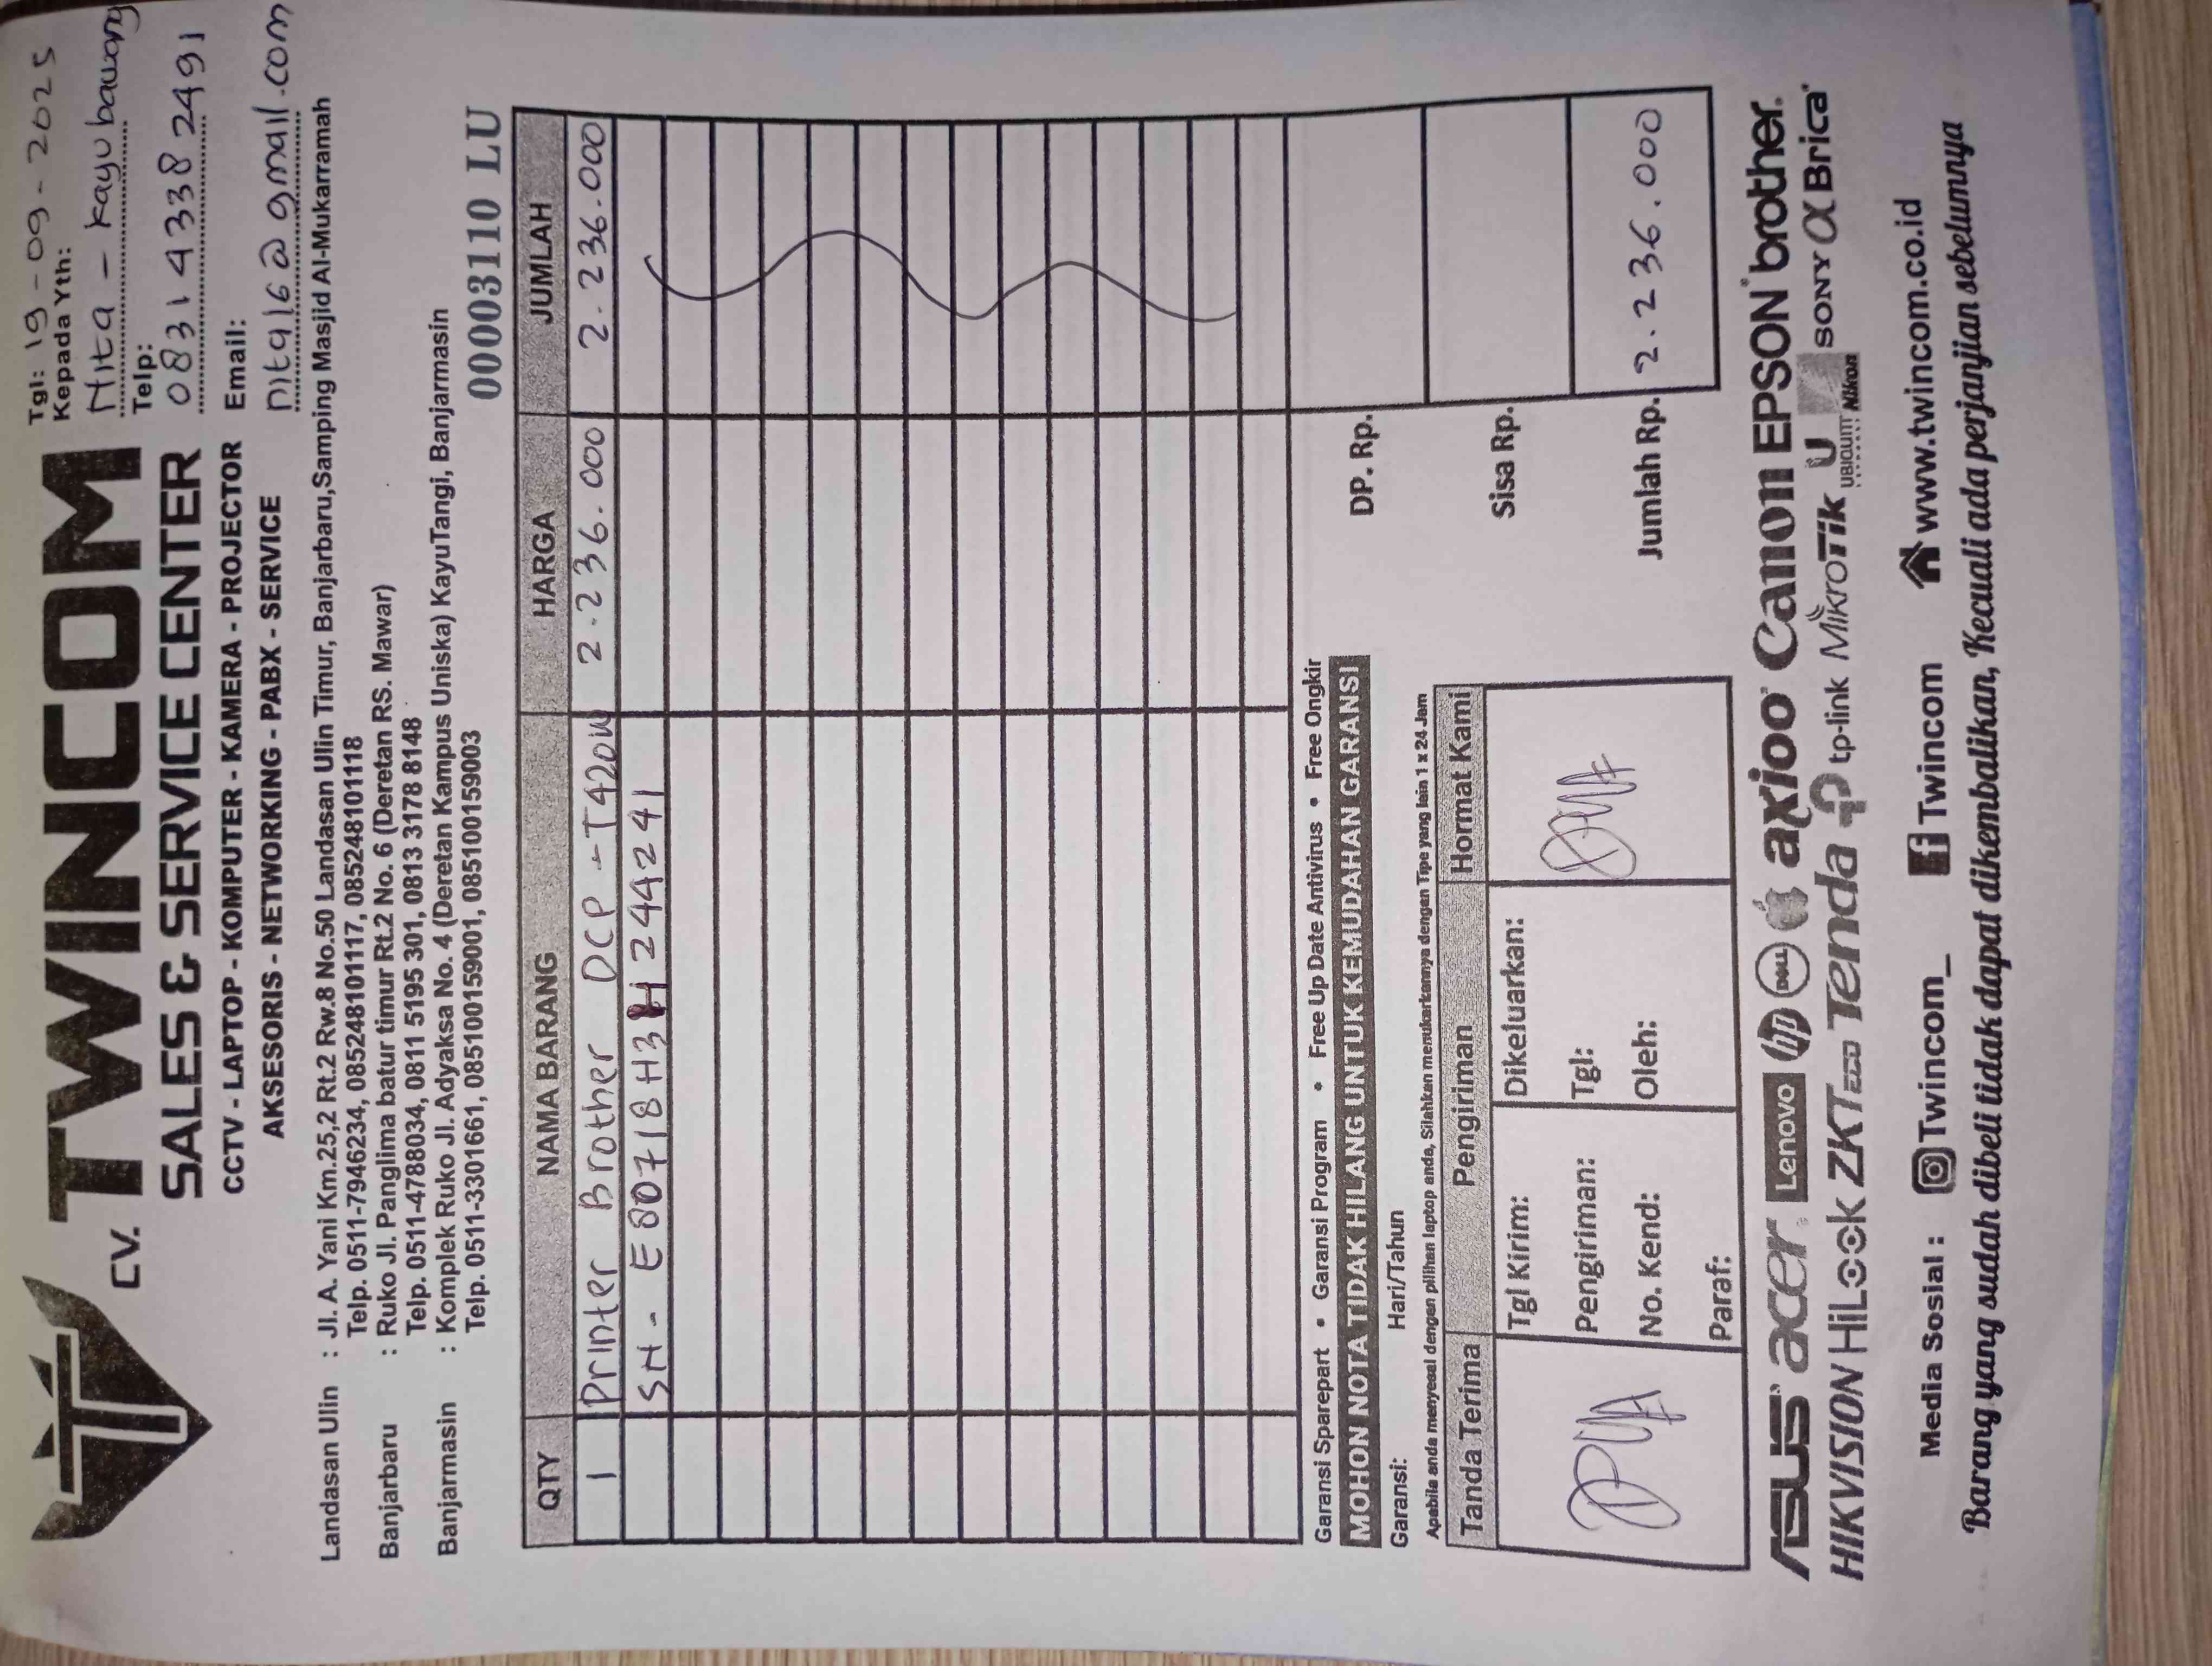 CV. TWINCOM
SALES & SERVICE CENTER
CCTV - LAPTOP - KOMPUTER - KAMERA - PROJECTOR
AKSESORIS - NETWORKING - PABX - SERVICE
Tgl: 19-09-2025
Kepada Yth:
Nita - Kayu bawang
Telp:
0831 4338 2491
Email:
nita16@gmail.com
Landasan Ulin : Jl. A. Yani Km.25,2 Rt.2 Rw.8 No.50 Landasan Ulin Timur, Banjarbaru,Samping Masjid Al-Mukarramah
Telp. 0511-7946234, 085248101117, 085248101118
Banjarbaru : Ruko Jl. Panglima batur timur Rt.2 No. 6 (Deretan RS. Mawar)
Telp. 0511-4788034, 0811 5195 301, 0813 3178 8148
Banjarmasin : Komplek Ruko Jl. Adyaksa No. 4 (Deretan Kampus Uniska) KayuTangi, Banjarmasin
Telp. 0511-3301661, 085100159001, 085100159003
00003110 LU
QTY NAMA BARANG HARGA JUMLAH
1 Printer Brother DCP-T420W 2.236.000 2.236.000
SN- E80718H3H244241
Garansi Sparepart • Garansi Program • Free Up Date Antivirus • Free Ongkir
MOHON NOTA TIDAK HILANG UNTUK KEMUDAHAN GARANSI
Garansi: Hari/Tahun
Apabila anda menyesal dengan pilihan laptop anda, Silahkan menukarkannya dengan Tipe yang lain 1 x 24 Jam
DP. Rp.
Sisa Rp.
Jumlah Rp. 2.236.000
Tanda Terima Pengiriman Hormat Kami
Tgl Kirim: Dikeluarkan:
Pengiriman: Tgl:
No. Kend: Oleh:
Paraf:
ASUS acer Lenovo hp DELL axioo Canon EPSON brother
HIKVISION HiLook ZKTeco Tenda tp-link MikroTik U UBIQUITI Nikon SONY α Brica
Media Sosial : Twincom_ Twincom www.twincom.co.id
Barang yang sudah dibeli tidak dapat dikembalikan, Kecuali ada perjanjian sebelumnya